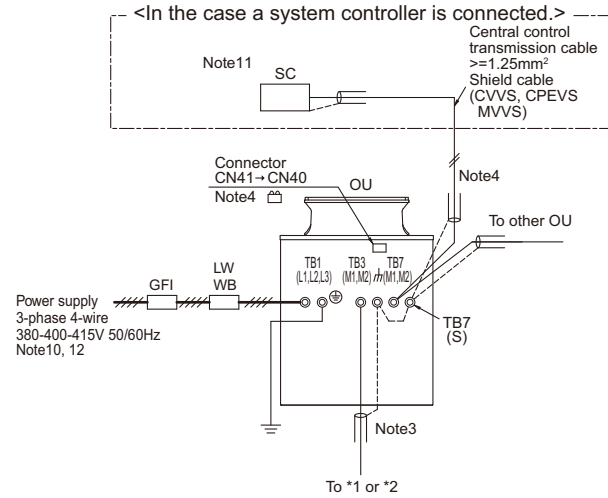 <In the case a system controller is connected.>
Central control
transmission cable
>=1.25mm²
Shield cable
(CVVS, CPEVS
MVVS)
Note11
SC
Connector
CN41→CN40
Note4
OU
Note4
To other OU
TB1
(L1,L2,L3)
TB3
(M1,M2)
TB7
(M1,M2)
GFI
LW
WB
Power supply
3-phase 4-wire
380-400-415V 50/60Hz
Note10, 12
TB7
(S)
Note3
To *1 or *2